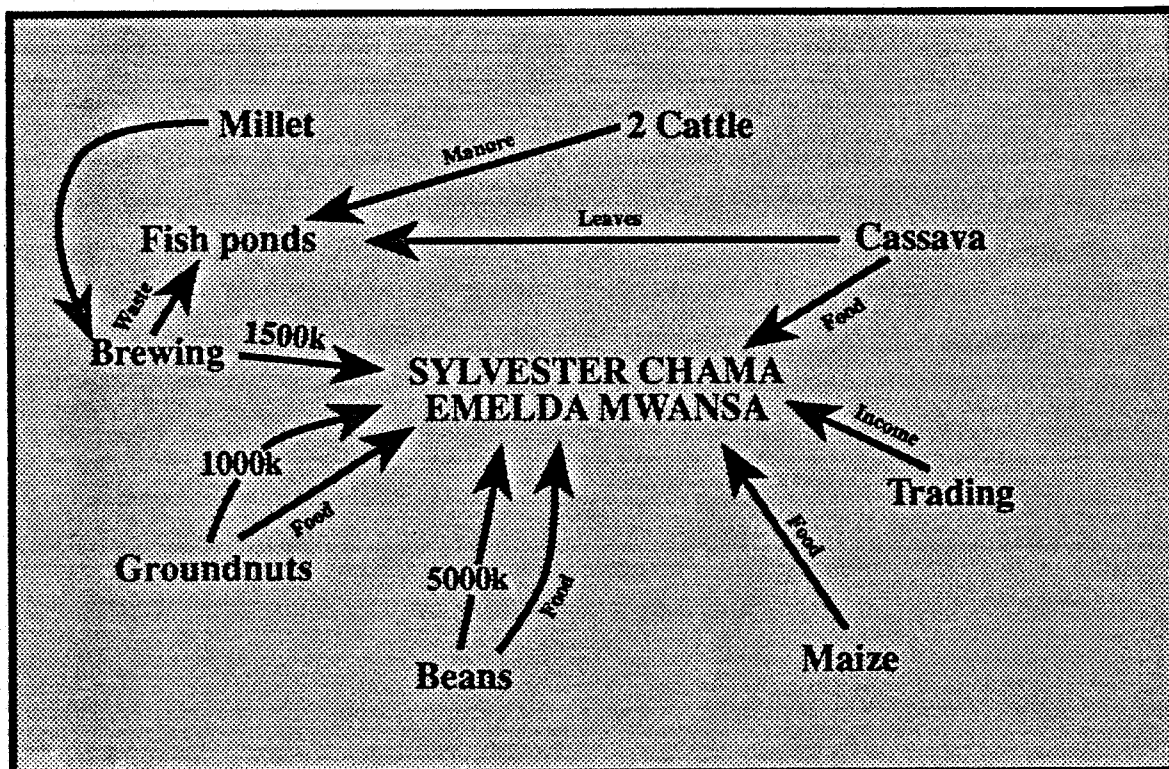 Millet
2 Cattle
Manore
Leaves
Fish ponds
Cassava
Waste
Food
Brewing
1500k
SYLVESTER CHAMA
EMELDA MWANSA
Income
1000k
Trading
Food
Food
Groundnuts
5000k
Food
Maize
Beans